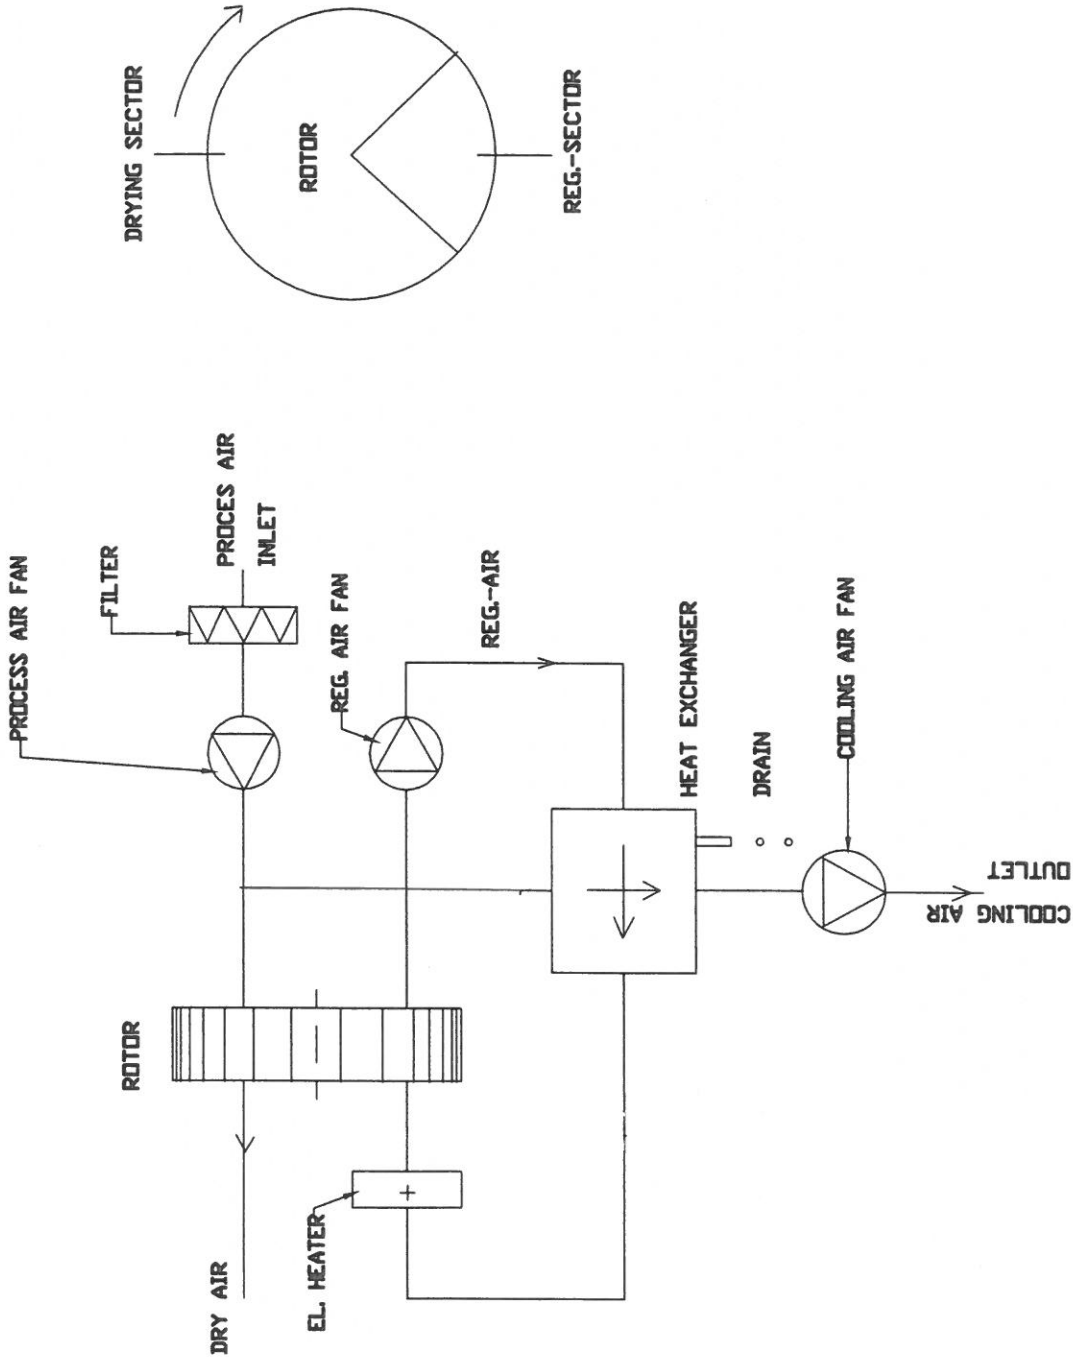 PROCESS AIR FAN
FILTER
PROCES AIR
INLET
REG. AIR FAN
REG.-AIR
HEAT EXCHANGER
DRAIN
COOLING AIR FAN
COOLING AIR
OUTLET
ROTOR
DRY AIR
EL. HEATER
DRYING SECTOR
ROTOR
REG.-SECTOR